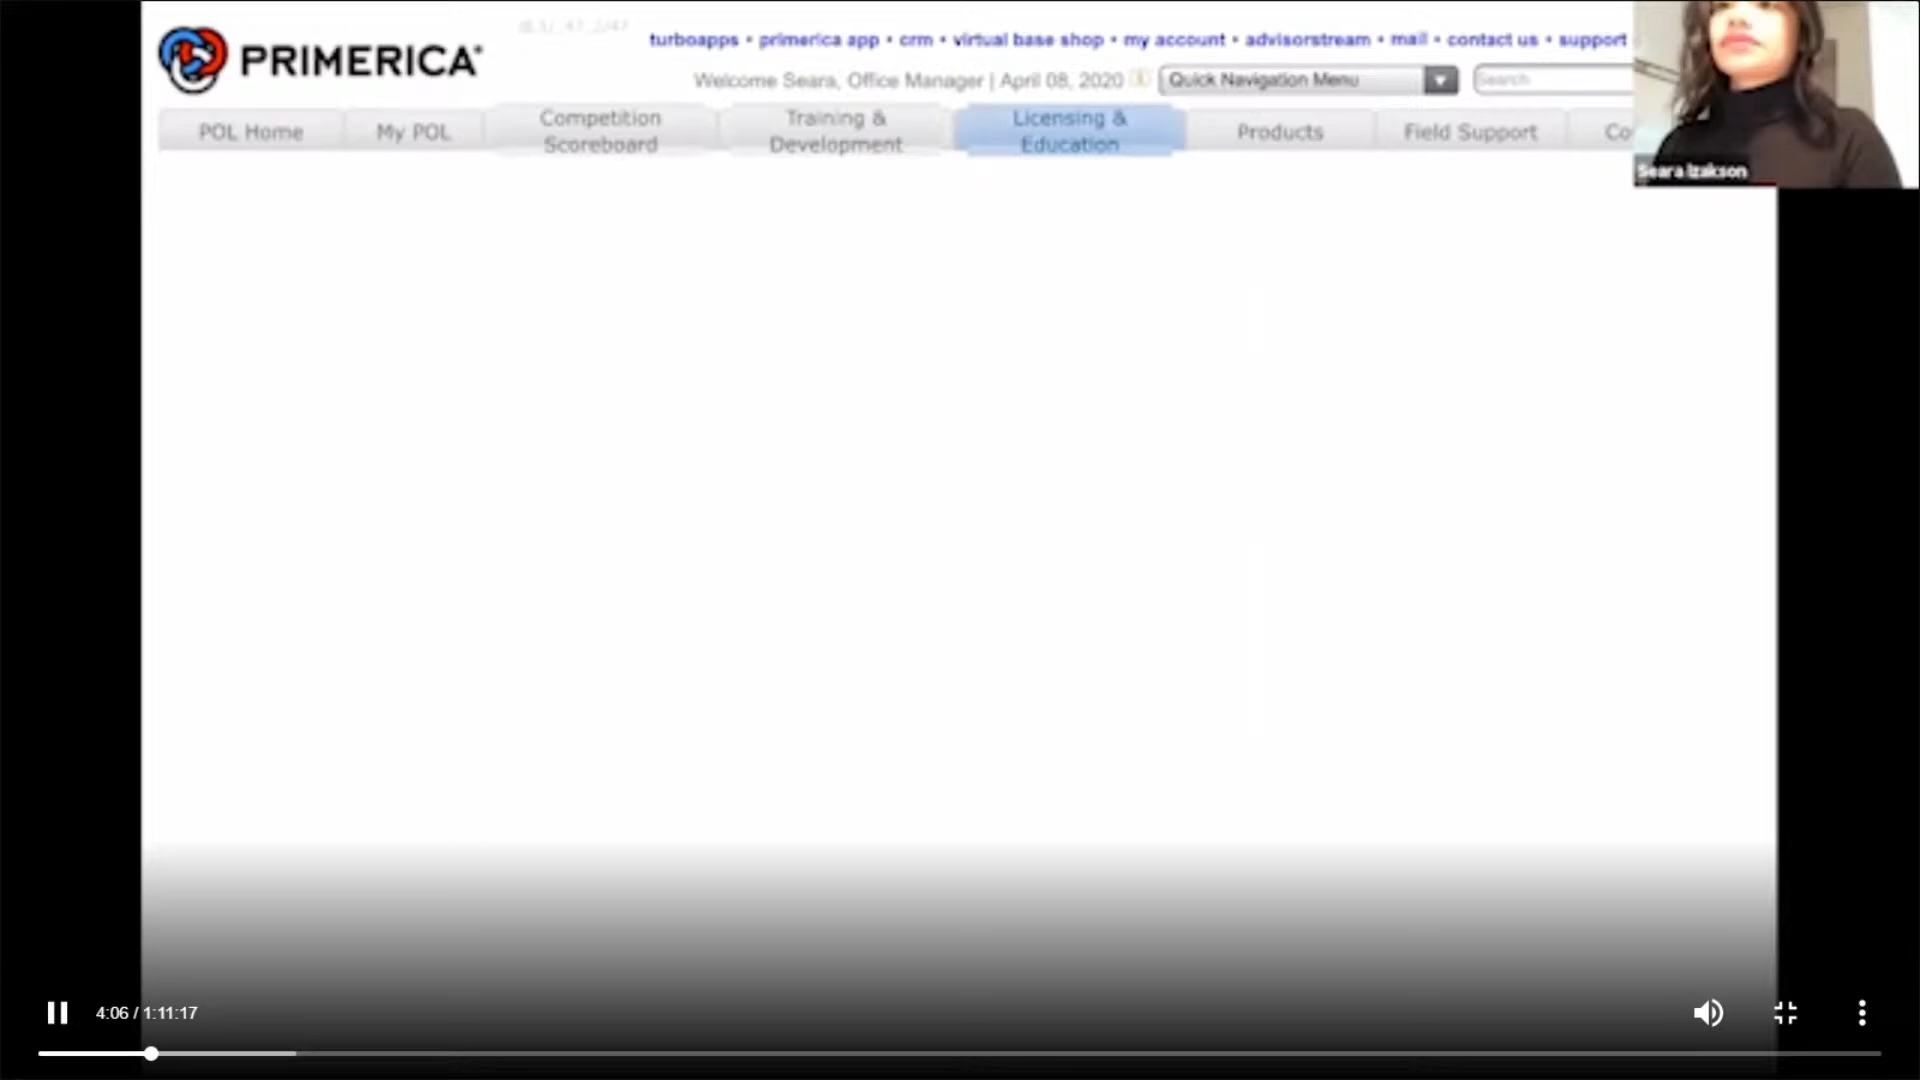 PRIMERICA
turboapps • primerica app • crm • virtual base shop • my account • advisorstream • mail • contact us • support
Welcome Seara, Office Manager | April 08, 2020
Quick Navigation Menu
Search
POL Home
My POL
Competition
Scoreboard
Training &
Development
Licensing &
Education
Products
Field Support
Co
Seara Izakson
4:06 / 1:11:17